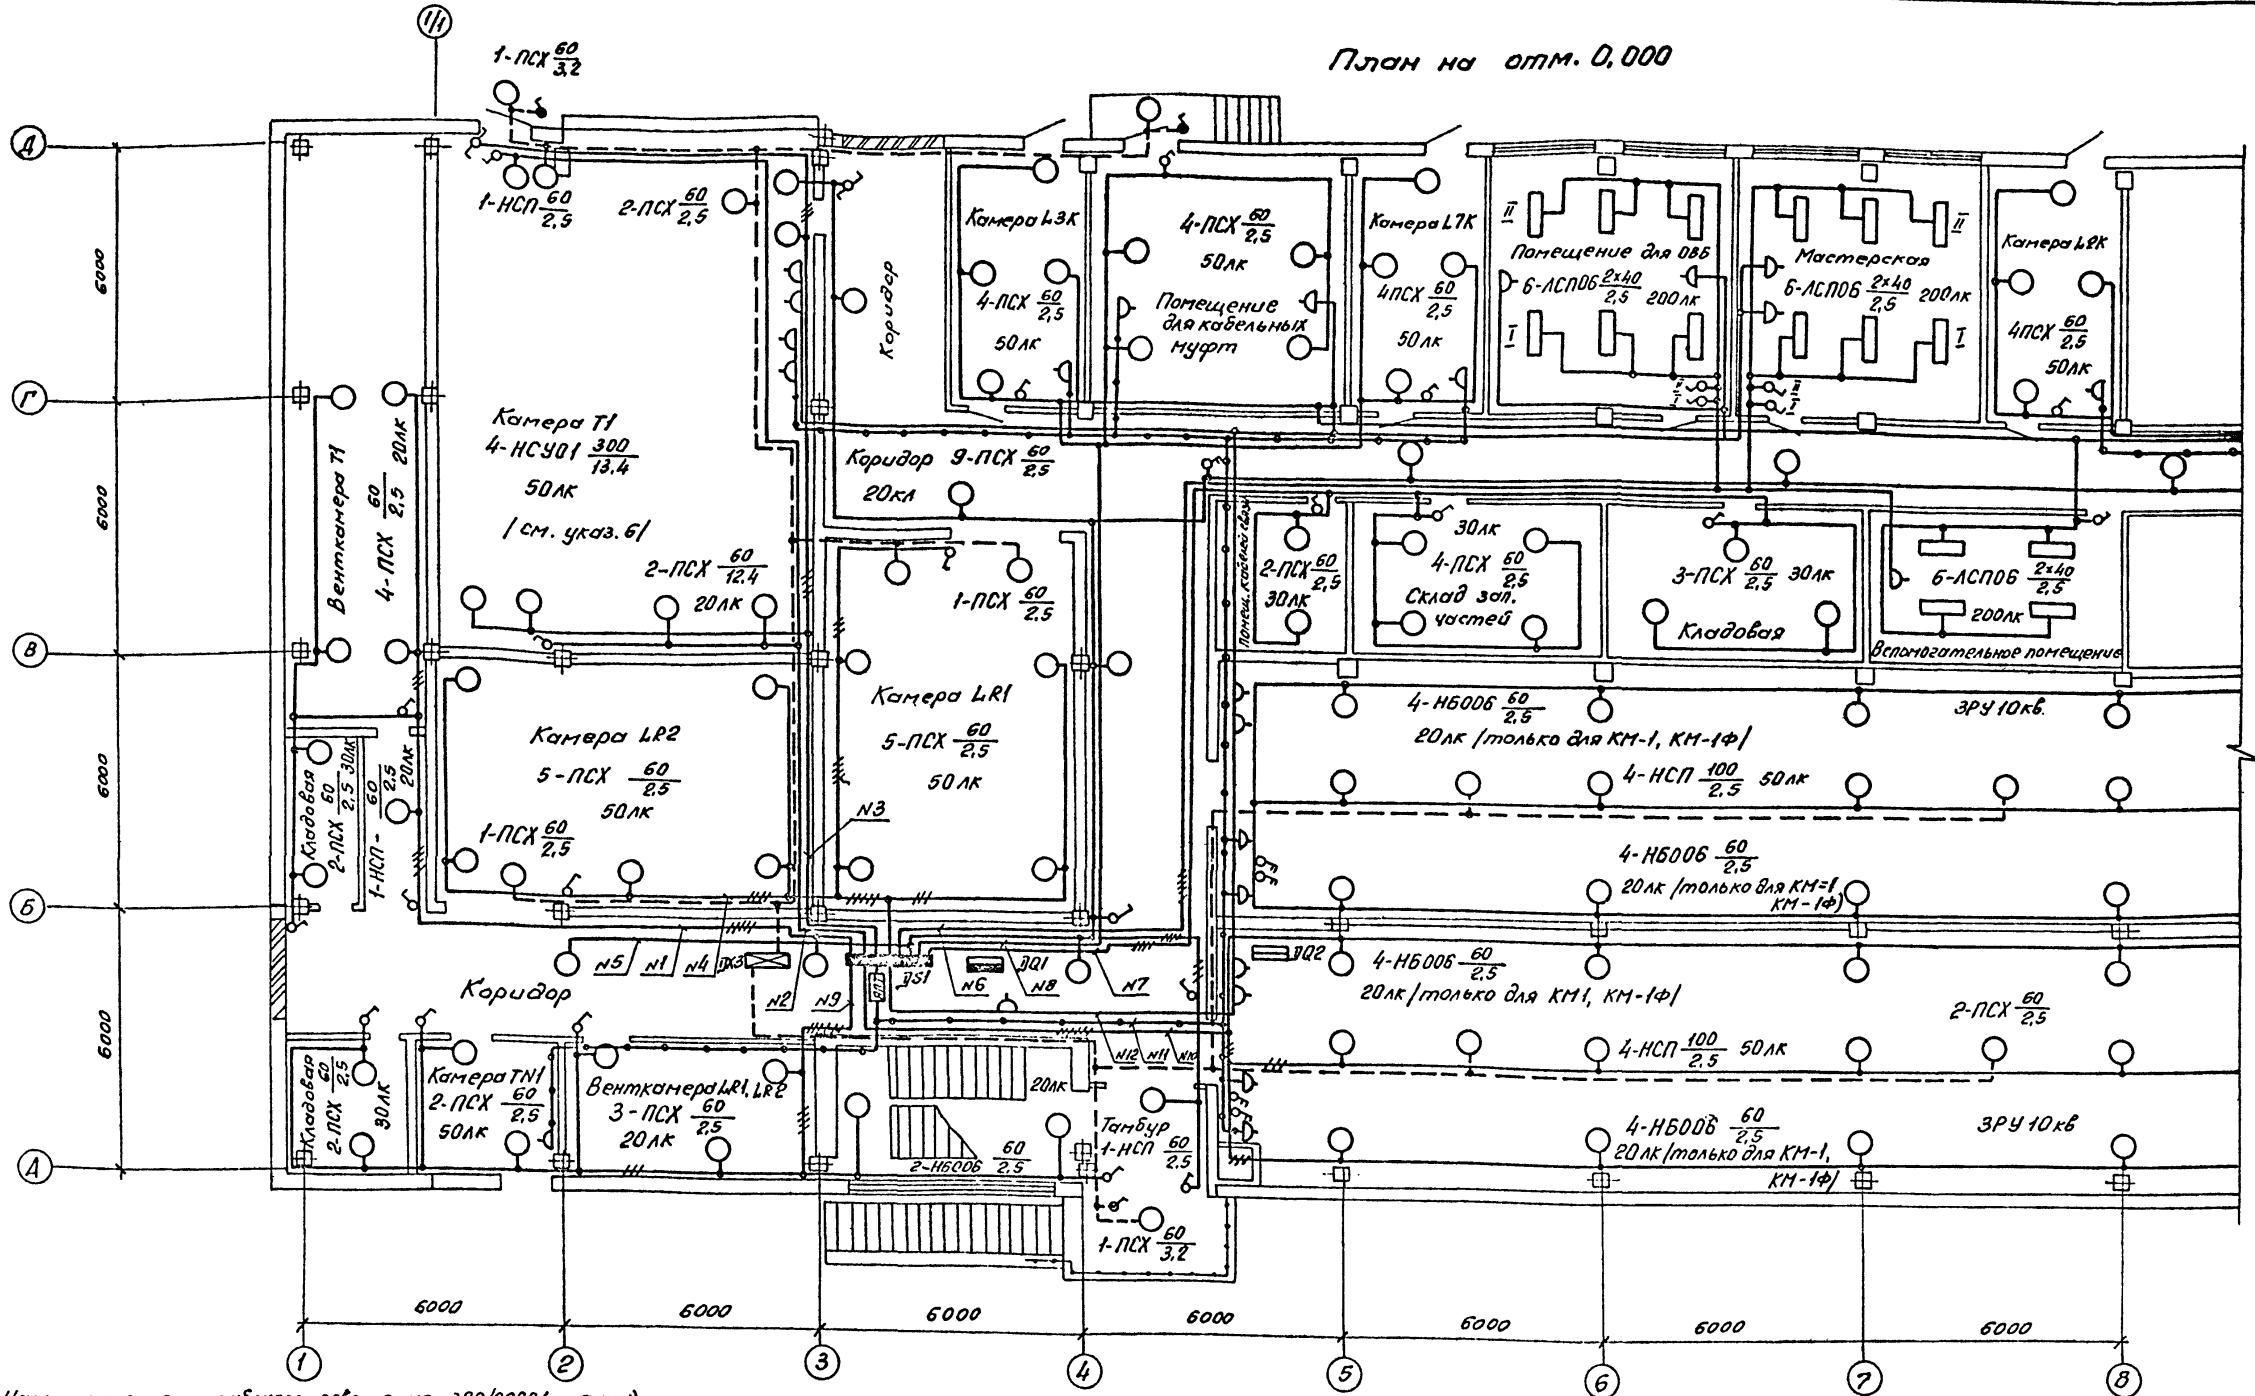 1/1
План на отм. 0,000
1-ПСХ 60/3,2
Д
1-НСП 60/2,5
2-ПСХ 60/2,5
Камера L3К
4-ПСХ 60/2,5
50лк
4-ПСХ 60/2,5
50лк
Помещение
для кабельных
муфт
Камера L7К
4ПСХ 60/2,5
50лк
II
Помещение для ОВБ
6-ЛСП06 2х40/2,5 200лк
I
II
Мастерская
6-ЛСП06 2х40/2,5 200лк
I
Камера L2К
4ПСХ 60/2,5
50лк
Коридор
6000
Г
Венткамера Т1
4-ПСХ 60/2,5 20лк
Камера Т1
4-НСУ01 300/13.4
50лк
/см. указ. 6/
2-ПСХ 60/12.4
20лк
Коридор 9-ПСХ 60/2,5
20кл
1-ПСХ 60/2,5
6000
2-ПСХ 60/2,5
30лк
30лк
4-ПСХ 60/2,5
Склад зап.
частей
3-ПСХ 60/2,5 30лк
Кладовая
6-ЛСП06 2х40/2,5
200лк
Вспомогательное помещение
В
Камера LR2
5-ПСХ 60/2,5
50лк
1-ПСХ 60/2,5
Камера LR1
5-ПСХ 60/2,5
50лк
N3
4-НБ006 60/2,5
20лк /только для КМ-1, КМ-1Ф/
ЗРУ 10кв.
4-НСП 100/2,5 50лк
4-НБ006 60/2,5
20лк /только для КМ=1
КМ-1Ф)
6000
Кладовая
2-ПСХ 60/2,5 30лк
1-НСП- 60/2,5
20лк
Б
N5
N1
N4
ДХ3
N2
N9
ЯТП
ДS1
N6
ДQ1
N8
N7
ДQ2
Коридор
4-НБ006 60/2,5
20лк /только для КМ1, КМ-1Ф/
2-ПСХ 60/2,5
6000
N12
N11
N10
4-НСП 100/2,5 50лк
Кладовая
2-ПСХ 60/2,5
30лк
Камера TN1
2-ПСХ 60/2,5
50лк
Венткамера LR1, LR2
3-ПСХ 60/2,5
20лк
20лк
2-НБ006 60/2,5
Тамбур
1-НСП 60/2,5
4-НБ006 60/2,5
20лк /только для КМ-1,
КМ-1Ф/
ЗРУ 10кв
А
1-ПСХ 60/3,2
6000 6000 6000 6000 6000 6000 6000
1 2 3 4 5 6 7 8